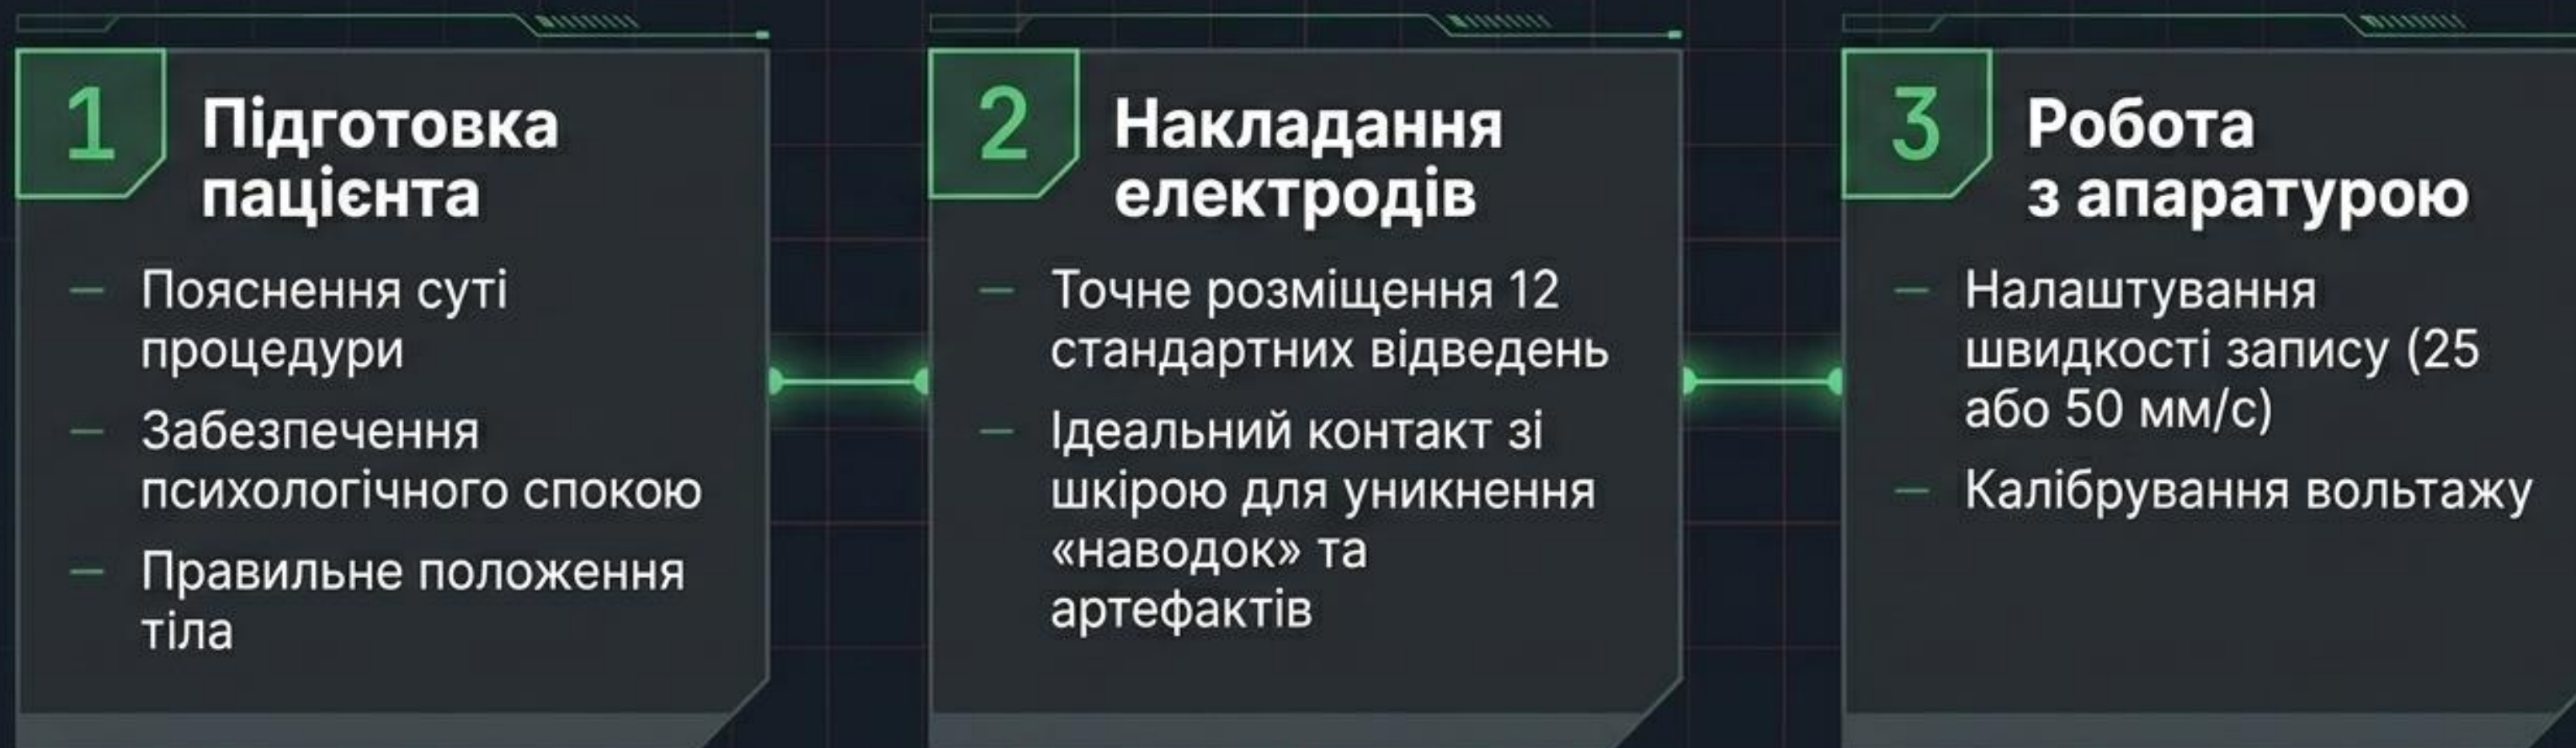 1
Підготовка
пацієнта
— Пояснення суті
процедури
— Забезпечення
психологічного спокою
— Правильне положення
тіла
2
Накладання
електродів
— Точне розміщення 12
стандартних відведень
— Ідеальний контакт зі
шкірою для уникнення
«наводок» та
артефактів
3
Робота
з апаратурою
— Налаштування
швидкості запису (25
або 50 мм/с)
— Калібрування вольтажу